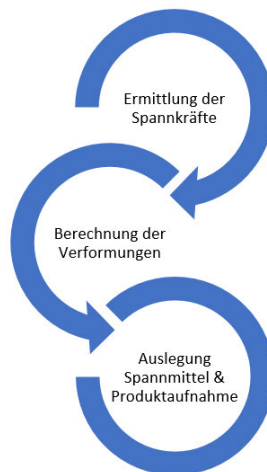 Ermittlung der
Spannkräfte
Berechnung der
Verformungen
Auslegung
Spannmittel &
Produktaufnahme